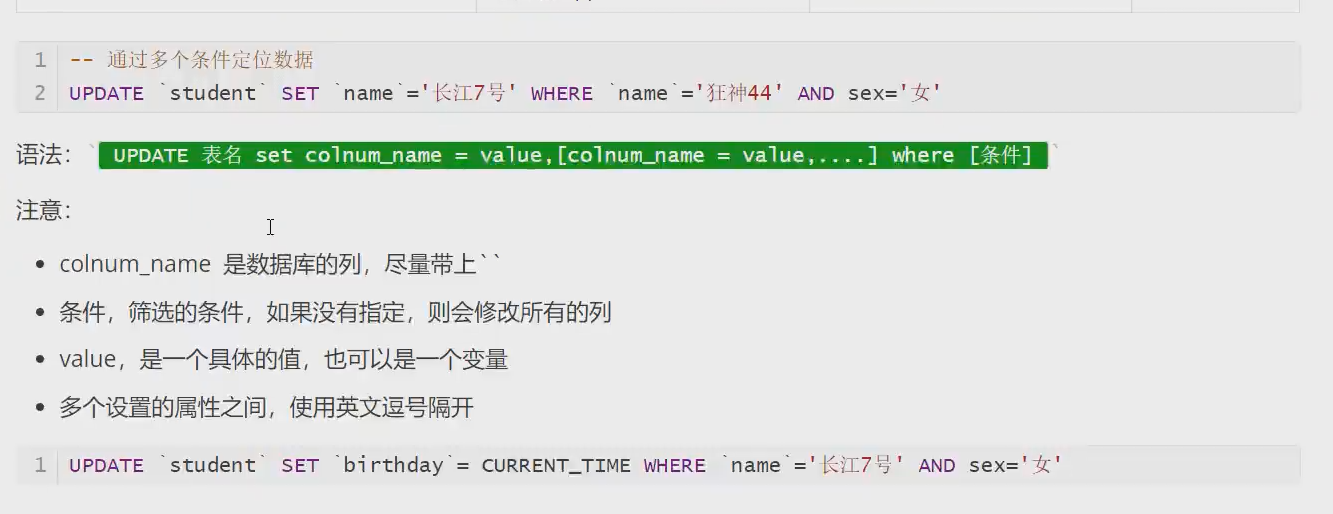 1 -- 通过多个条件定位数据
2 UPDATE `student` SET `name`='长江7号' WHERE `name`='狂神44' AND sex='女'
语法：` UPDATE 表名 set colnum_name = value,[colnum_name = value,....] where [条件] `
注意：
• colnum_name 是数据库的列，尽量带上``
• 条件，筛选的条件，如果没有指定，则会修改所有的列
• value，是一个具体的值，也可以是一个变量
• 多个设置的属性之间，使用英文逗号隔开
1 UPDATE `student` SET `birthday`= CURRENT_TIME WHERE `name`='长江7号' AND sex='女'